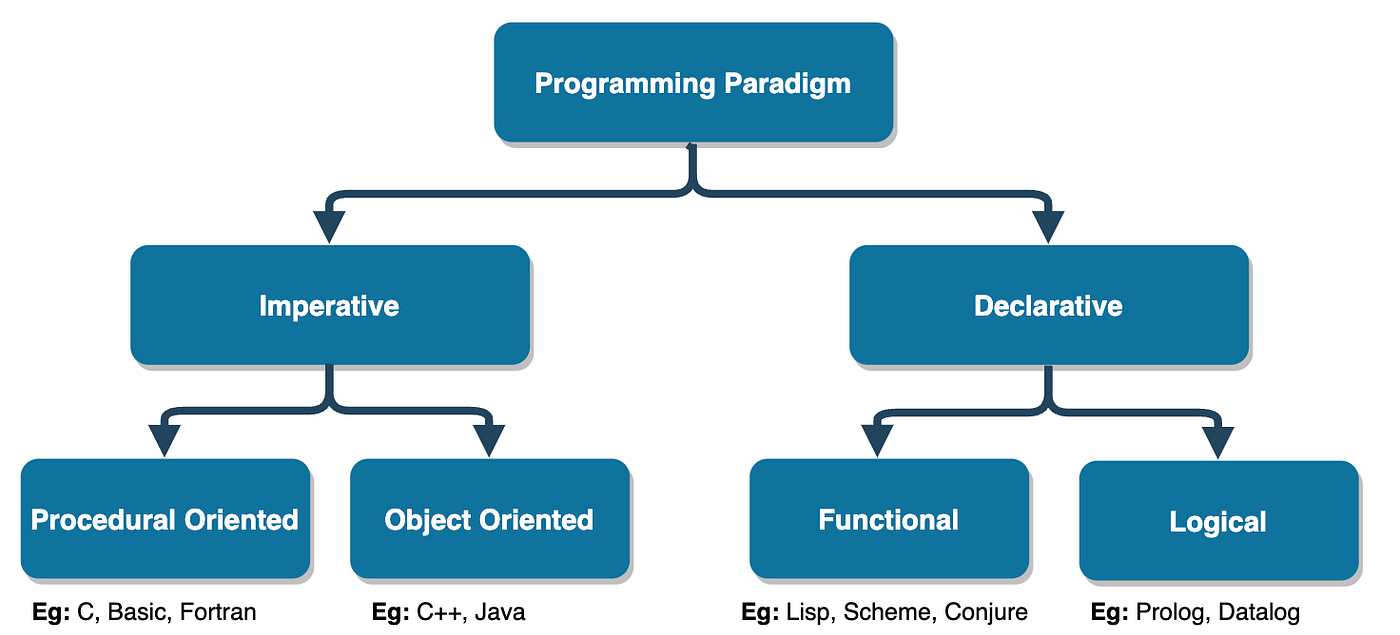 Programming Paradigm
Imperative
Declarative
Procedural Oriented
Object Oriented
Functional
Logical
Eg: C, Basic, Fortran
Eg: C++, Java
Eg: Lisp, Scheme, Conjure
Eg: Prolog, Datalog